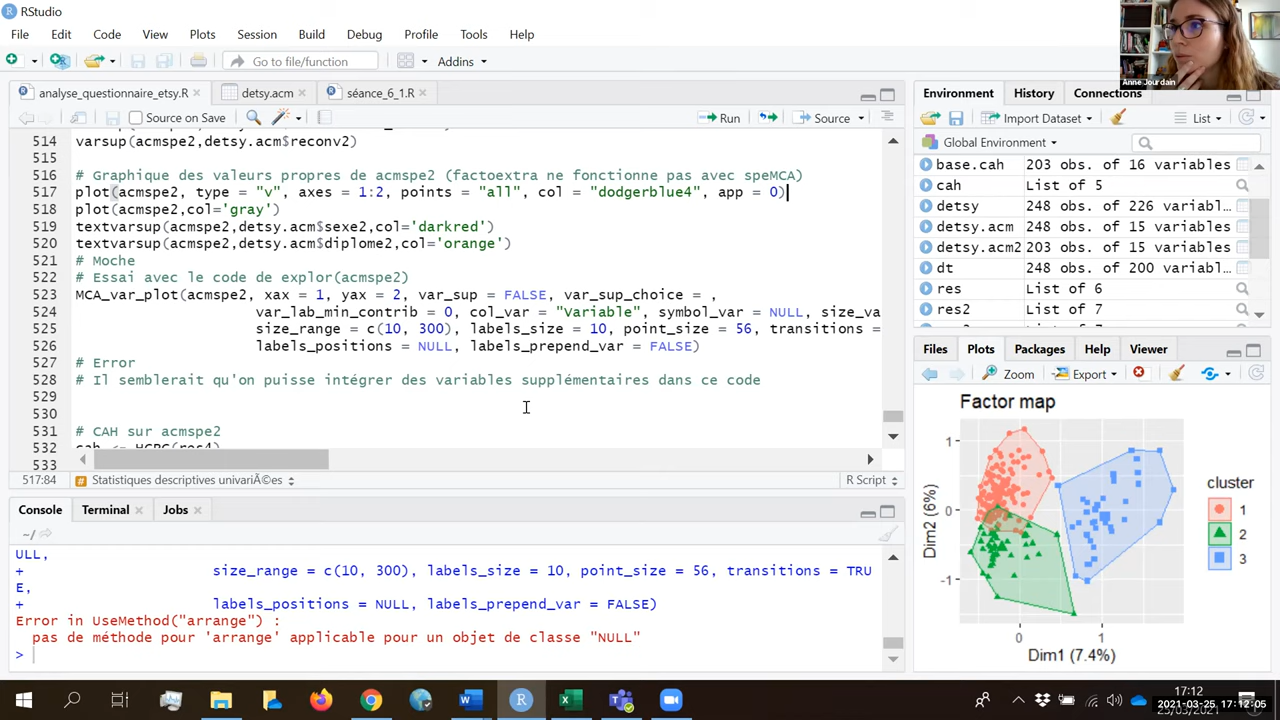 RStudio
File Edit Code View Plots Session Build Debug Profile Tools Help
Go to file/function Addins
Anne Jourdain
analyse_questionnaire_etsy.R detsy.acm séance_6_1.R
Source on Save Run Source
514 varsup(acmspe2,detsy.acm$reconv2)
515
516 # Graphique des valeurs propres de acmspe2 (factoextra ne fonctionne pas avec speMCA)
517 plot(acmspe2, type = "v", axes = 1:2, points = "all", col = "dodgerblue4", app = 0)
518 plot(acmspe2,col='gray')
519 textvarsup(acmspe2,detsy.acm$sexe2,col='darkred')
520 textvarsup(acmspe2,detsy.acm$diplome2,col='orange')
521 # Moche
522 # Essai avec le code de explor(acmspe2)
523 MCA_var_plot(acmspe2, xax = 1, yax = 2, var_sup = FALSE, var_sup_choice = ,
524 var_lab_min_contrib = 0, col_var = "Variable", symbol_var = NULL, size_va
525 size_range = c(10, 300), labels_size = 10, point_size = 56, transitions =
526 labels_positions = NULL, labels_prepend_var = FALSE)
527 # Error
528 # Il semblerait qu'on puisse intégrer des variables supplémentaires dans ce code
529
530
531 # CAH sur acmspe2
532 cah <- HCPC(res4)
533
517:84 # Statistiques descriptives univariÃ©es R Script
Console Terminal Jobs
~/
ULL,
+ size_range = c(10, 300), labels_size = 10, point_size = 56, transitions = TRU
E,
+ labels_positions = NULL, labels_prepend_var = FALSE)
Error in UseMethod("arrange") :
pas de méthode pour 'arrange' applicable pour un objet de classe "NULL"
>
Environment History Connections
Import Dataset List
Global Environment
base.cah 203 obs. of 16 variables
cah List of 5
detsy 248 obs. of 226 variabl…
detsy.acm 248 obs. of 15 variables
detsy.acm2 203 obs. of 15 variables
dt 248 obs. of 200 variabl…
res List of 6
res2 List of 7
Files Plots Packages Help Viewer
Zoom Export
Factor map
1
0
-1
Dim2 (6%)
0 1
Dim1 (7.4%)
cluster
1
2
3
17:12
2021-03-25 17:12:05